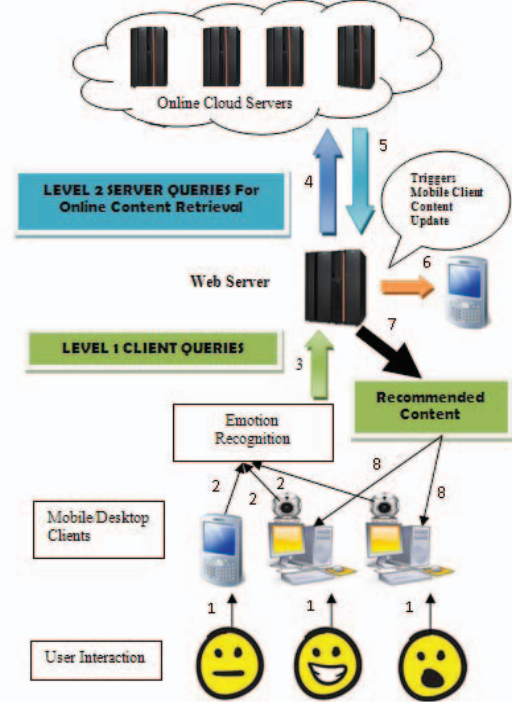 Online Cloud Servers
4
5
LEVEL 2 SERVER QUERIES For
Online Content Retrieval
Triggers
Mobile Client
Content
Update
Web Server
6
7
LEVEL 1 CLIENT QUERIES
3
Recommended
Content
Emotion
Recognition
8
8
2
2
2
Mobile/Desktop
Clients
1
1
1
User Interaction